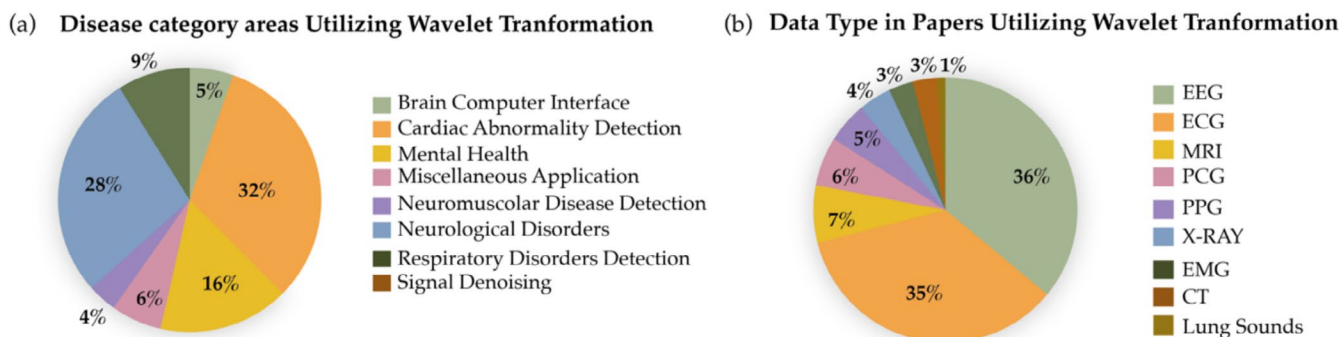 (a) Disease category areas Utilizing Wavelet Tranformation
9%
5%
32%
16%
6%
4%
28%
Brain Computer Interface
Cardiac Abnormality Detection
Mental Health
Miscellaneous Application
Neuromuscular Disease Detection
Neurological Disorders
Respiratory Disorders Detection
Signal Denoising
(b) Data Type in Papers Utilizing Wavelet Tranformation
1%
3%
3%
4%
5%
6%
7%
35%
36%
EEG
ECG
MRI
PCG
PPG
X-RAY
EMG
CT
Lung Sounds